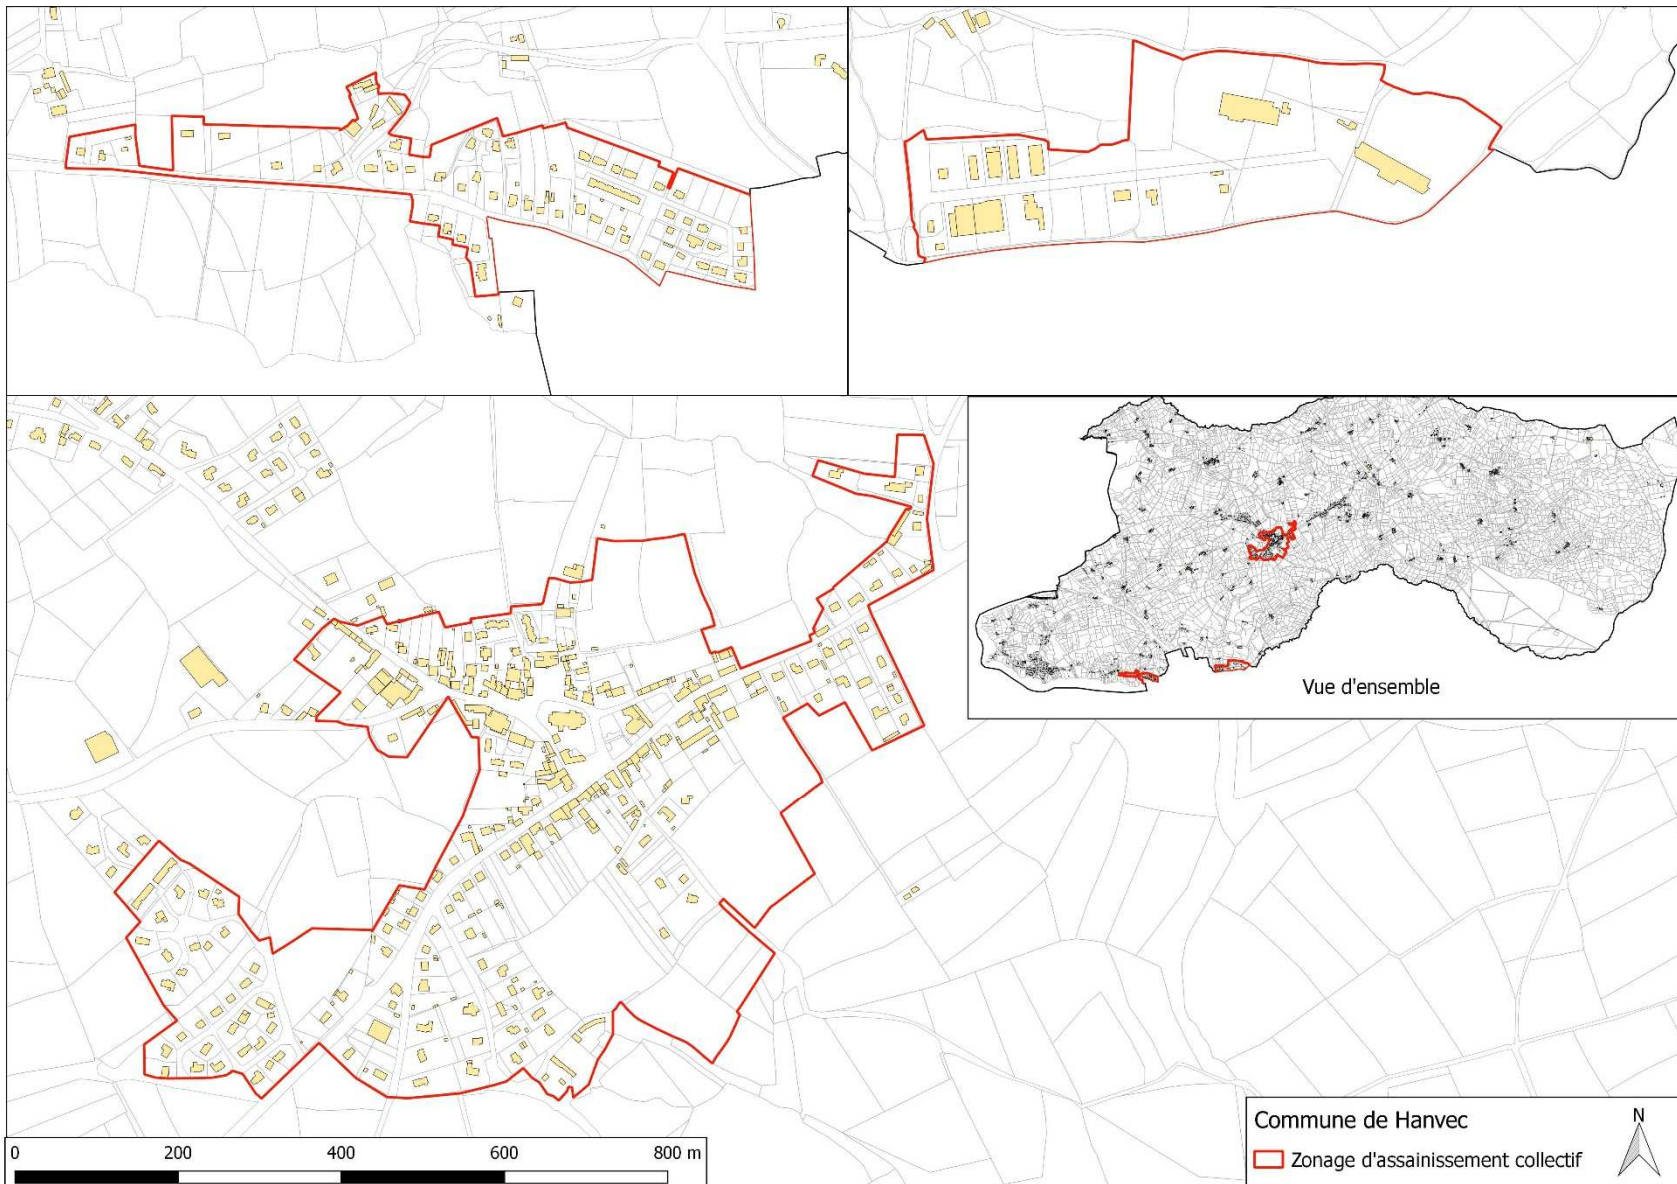 Vue d'ensemble
0 200 400 600 800 m
Commune de Hanvec
N
Zonage d'assainissement collectif